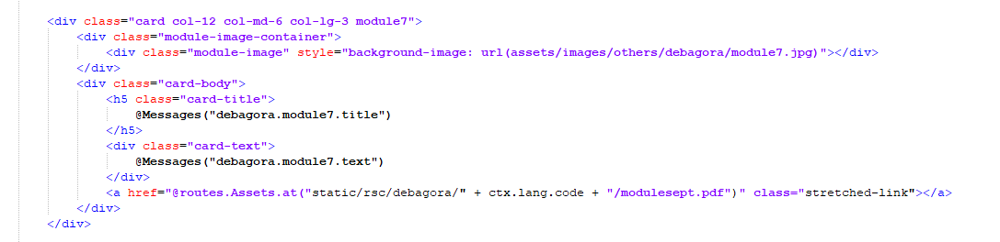 <div class="card col-12 col-md-6 col-lg-3 module7">
<div class="module-image-container">
<div class="module-image" style="background-image: url(assets/images/others/debagora/module7.jpg)"></div>
</div>
<div class="card-body">
<h5 class="card-title">
@Messages("debagora.module7.title")
</h5>
<div class="card-text">
@Messages("debagora.module7.text")
</div>
<a href="@routes.Assets.at("static/rsc/debagora/" + ctx.lang.code + "/modulesept.pdf")" class="stretched-link"></a>
</div>
</div>